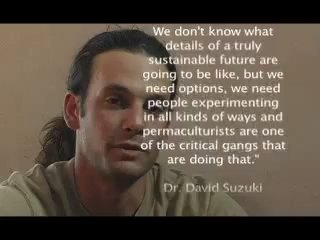 We don't know what
details of a truly
sustainable future are
going to be like, but we
need options, we need
people experimenting
in all kinds of ways and
permaculturists are one
of the critical gangs that
are doing that."
Dr. David Suzuki